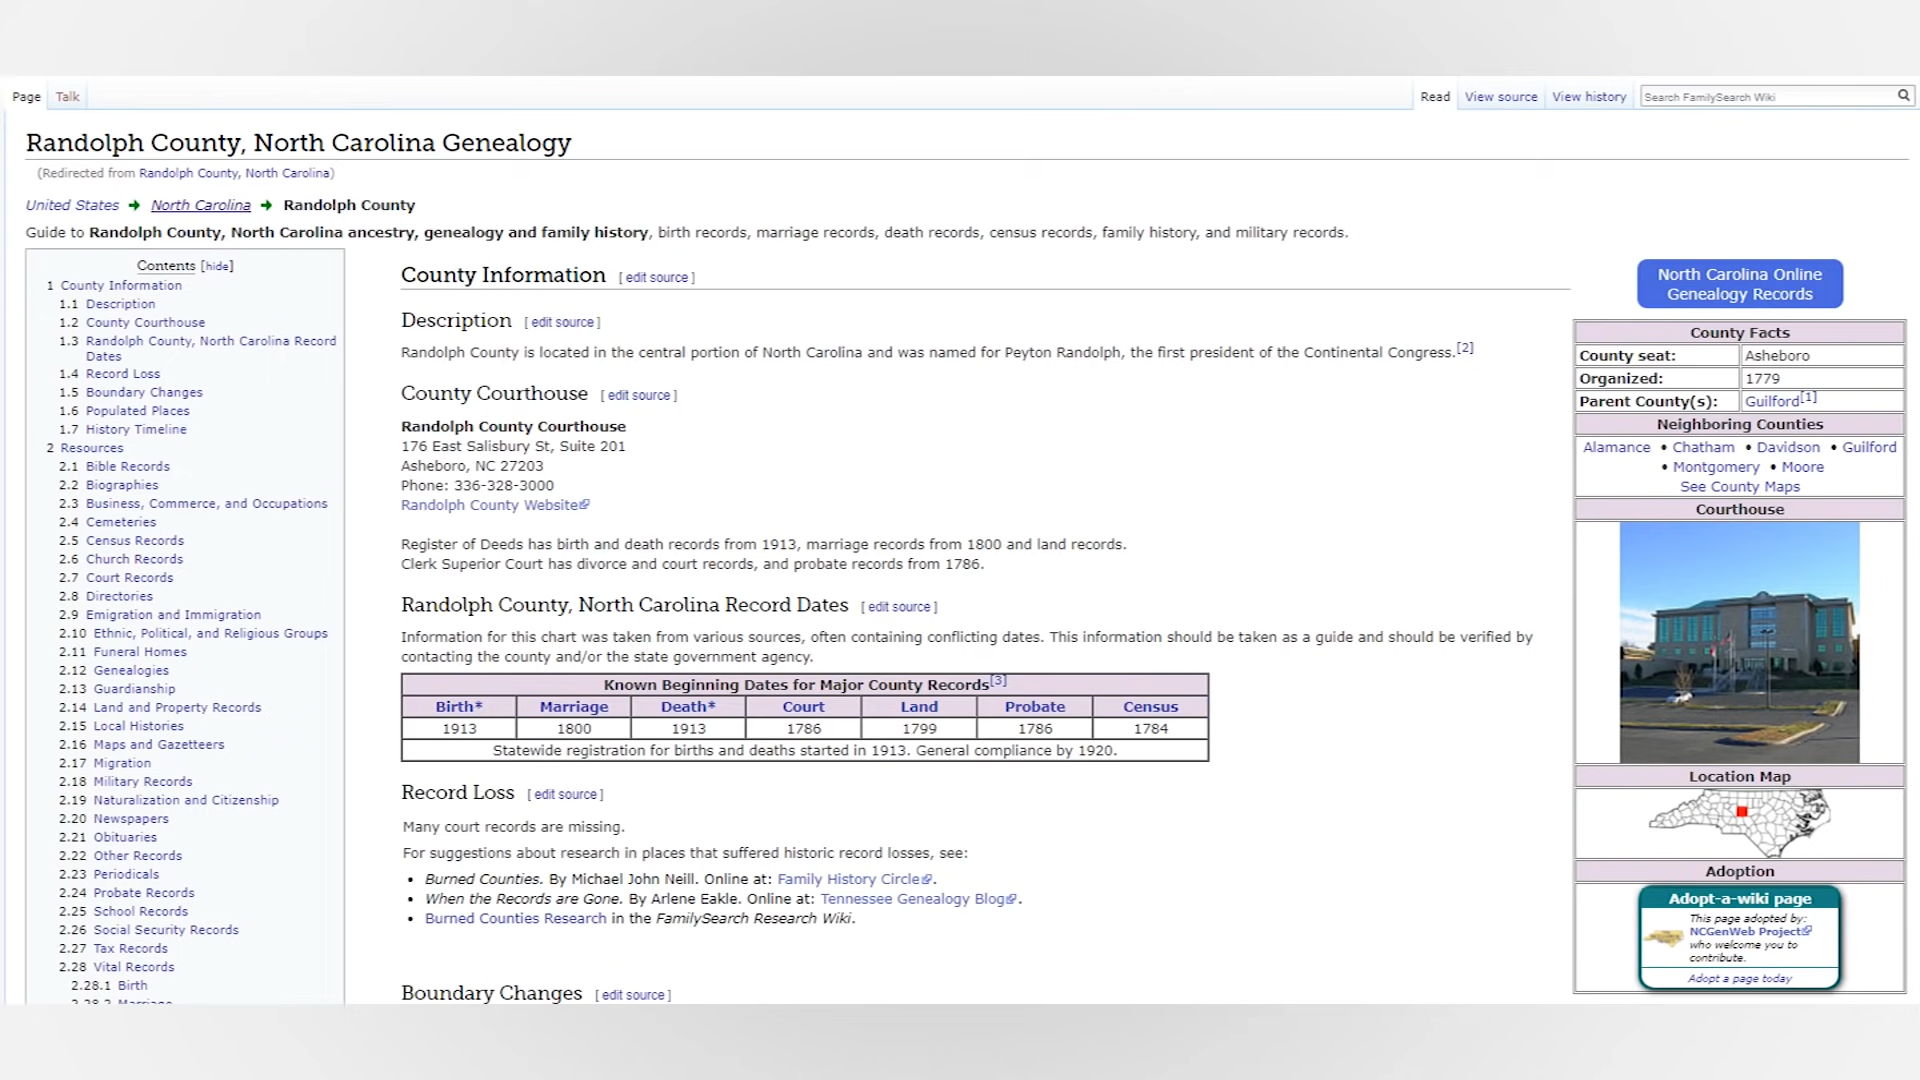 Page
Talk
Read
View source
View history
Search FamilySearch Wiki
Randolph County, North Carolina Genealogy
(Redirected from Randolph County, North Carolina)
United States North Carolina Randolph County
Guide to Randolph County, North Carolina ancestry, genealogy and family history, birth records, marriage records, death records, census records, family history, and military records.
Contents [hide]
1 County Information
1.1 Description
1.2 County Courthouse
1.3 Randolph County, North Carolina Record
Dates
1.4 Record Loss
1.5 Boundary Changes
1.6 Populated Places
1.7 History Timeline
2 Resources
2.1 Bible Records
2.2 Biographies
2.3 Business, Commerce, and Occupations
2.4 Cemeteries
2.5 Census Records
2.6 Church Records
2.7 Court Records
2.8 Directories
2.9 Emigration and Immigration
2.10 Ethnic, Political, and Religious Groups
2.11 Funeral Homes
2.12 Genealogies
2.13 Guardianship
2.14 Land and Property Records
2.15 Local Histories
2.16 Maps and Gazetteers
2.17 Migration
2.18 Military Records
2.19 Naturalization and Citizenship
2.20 Newspapers
2.21 Obituaries
2.22 Other Records
2.23 Periodicals
2.24 Probate Records
2.25 School Records
2.26 Social Security Records
2.27 Tax Records
2.28 Vital Records
2.28.1 Birth
2.28.2 Marriage
County Information [ edit source ]
Description [ edit source ]
Randolph County is located in the central portion of North Carolina and was named for Peyton Randolph, the first president of the Continental Congress.[2]
County Courthouse [ edit source ]
Randolph County Courthouse
176 East Salisbury St, Suite 201
Asheboro, NC 27203
Phone: 336-328-3000
Randolph County Website
Register of Deeds has birth and death records from 1913, marriage records from 1800 and land records.
Clerk Superior Court has divorce and court records, and probate records from 1786.
Randolph County, North Carolina Record Dates [ edit source ]
Information for this chart was taken from various sources, often containing conflicting dates. This information should be taken as a guide and should be verified by
contacting the county and/or the state government agency.
Known Beginning Dates for Major County Records[3]
Birth* Marriage Death* Court Land Probate Census
1913 1800 1913 1786 1799 1786 1784
Statewide registration for births and deaths started in 1913. General compliance by 1920.
Record Loss [ edit source ]
Many court records are missing.
For suggestions about research in places that suffered historic record losses, see:
• Burned Counties. By Michael John Neill. Online at: Family History Circle.
• When the Records are Gone. By Arlene Eakle. Online at: Tennessee Genealogy Blog.
• Burned Counties Research in the FamilySearch Research Wiki.
Boundary Changes [ edit source ]
North Carolina Online
Genealogy Records
County Facts
County seat: Asheboro
Organized: 1779
Parent County(s): Guilford[1]
Neighboring Counties
Alamance • Chatham • Davidson • Guilford
• Montgomery • Moore
See County Maps
Courthouse
Location Map
Adoption
Adopt-a-wiki page
This page adopted by:
NCGenWeb Project
who welcome you to
contribute.
Adopt a page today